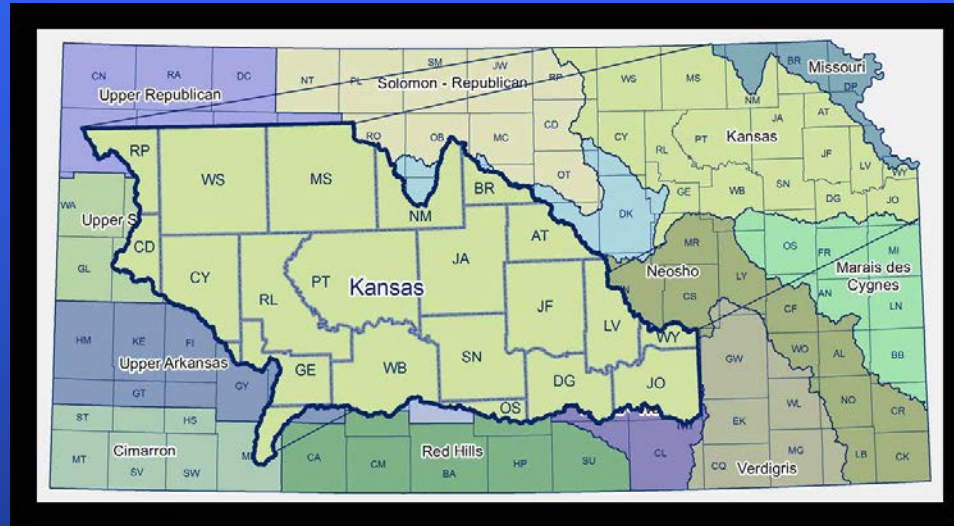 CN RA DC NT PL SM JW RP WS MS BR Missouri
DP
Upper Republican Solomon - Republican NM
JA AT
RP RO OB MC CD CY RL PT Kansas
WS MS BR OT JF LV WY
NM GE WB SN
WA Upper S DK DG JO
CD AT MR OS FR MI
GL CY RL PT Kansas JA Neosho LY Marais des
Cygnes
JF CS AN LN
LV CF
HM KE FI WY WO AL BB
Upper Arkansas GE WB SN GW
GT GY DG JO
OS NO CR
ST HS EK WL
Cimarron Red Hills
MT SV SW CA CM BA HP SU CL CQ Verdigris MG LB CK